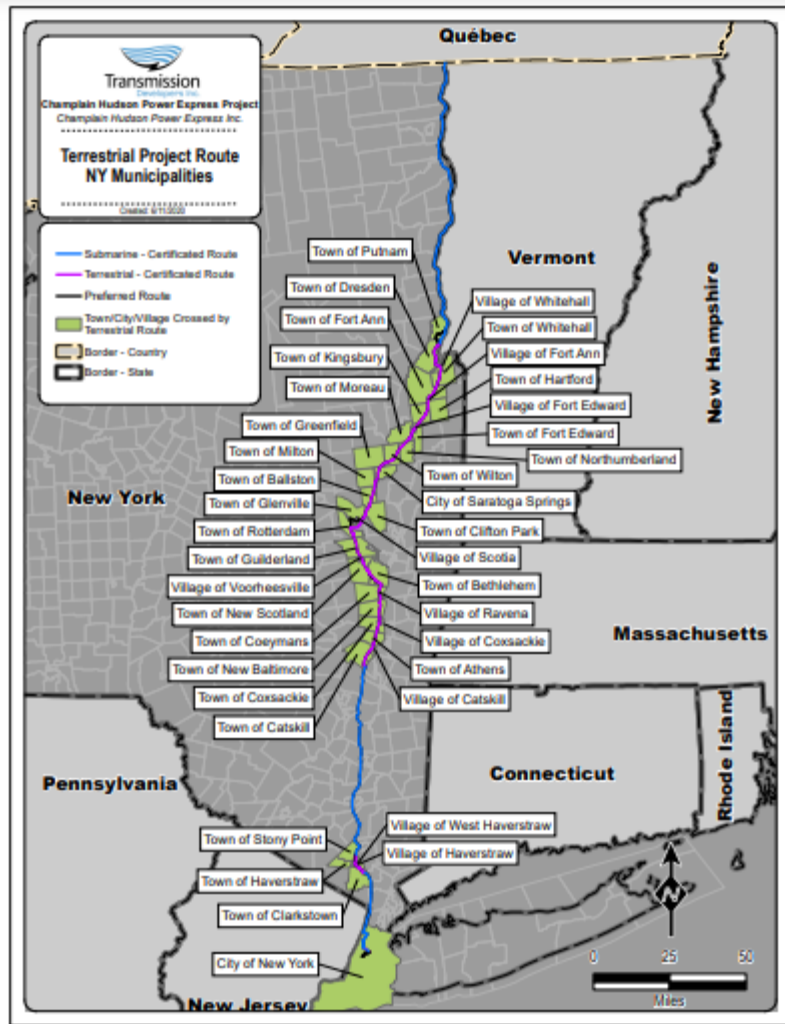 Québec
Transmission
Developers Inc.
Champlain Hudson Power Express Project
Champlain Hudson Power Express Inc.
Terrestrial Project Route
NY Municipalities
Created: 6/11/2020
Submarine - Certificated Route
Terrestrial - Certificated Route
Preferred Route
Town/City/Village Crossed by
Terrestrial Route
Border - Country
Border - State
Town of Putnam
Vermont
Town of Dresden
Village of Whitehall
Town of Fort Ann
Town of Whitehall
New Hampshire
Town of Kingsbury
Village of Fort Ann
Town of Moreau
Town of Hartford
Village of Fort Edward
Town of Greenfield
Town of Fort Edward
Town of Milton
Town of Northumberland
Town of Ballston
Town of Wilton
New York
City of Saratoga Springs
Town of Glenville
Town of Rotterdam
Town of Clifton Park
Town of Guilderland
Village of Scotia
Village of Voorheesville
Town of Bethlehem
Town of New Scotland
Village of Ravena
Town of Coeymans
Village of Coxsackie
Massachusetts
Town of New Baltimore
Town of Athens
Town of Coxsackie
Village of Catskill
Town of Catskill
Rhode Island
Pennsylvania
Connecticut
Village of West Haverstraw
Town of Stony Point
Village of Haverstraw
Town of Haverstraw
Town of Clarkstown
N
City of New York
0 25 50
Miles
New Jersey